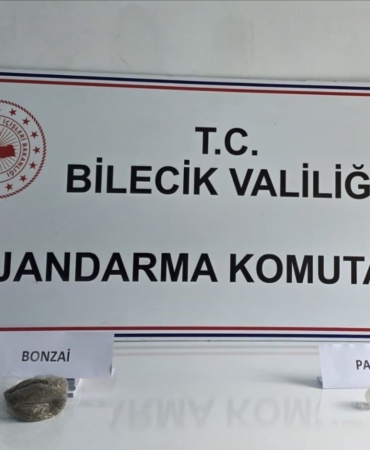 T.C.
BİLECİK VALİLİĞ
JANDARMA KOMUTA
BONZAİ
PA